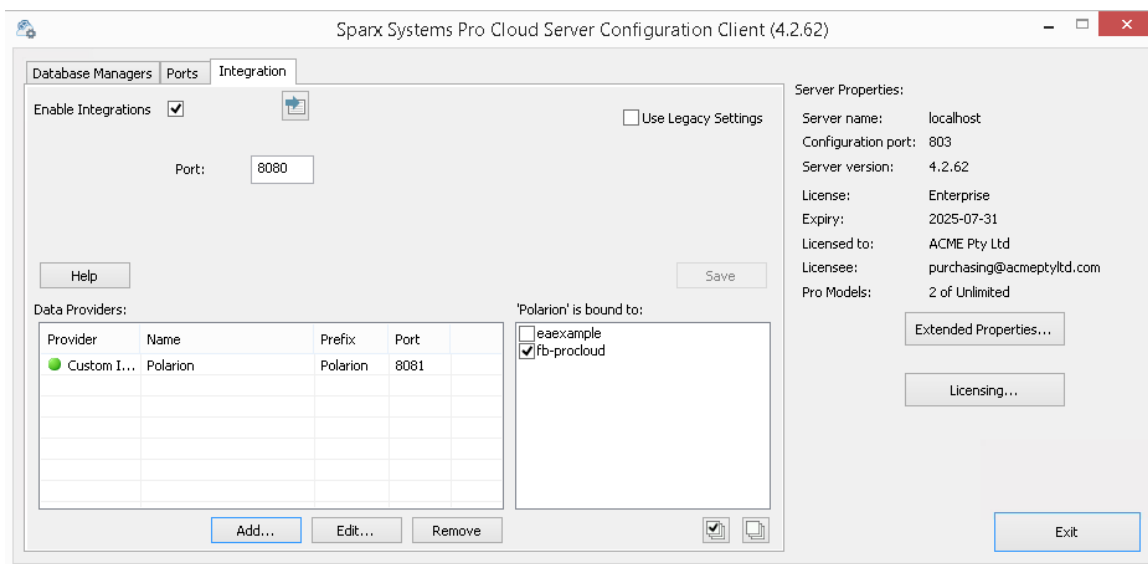 Sparx Systems Pro Cloud Server Configuration Client (4.2.62)
Database Managers Ports Integration
Enable Integrations
Use Legacy Settings
Port: 8080
Help
Save
Data Providers:
Provider Name Prefix Port
Custom I... Polarion Polarion 8081
Add... Edit... Remove
'Polarion' is bound to:
eaexample
fb-procloud
Server Properties:
Server name: localhost
Configuration port: 803
Server version: 4.2.62
License: Enterprise
Expiry: 2025-07-31
Licensed to: ACME Pty Ltd
Licensee: purchasing@acmeptyltd.com
Pro Models: 2 of Unlimited
Extended Properties...
Licensing...
Exit